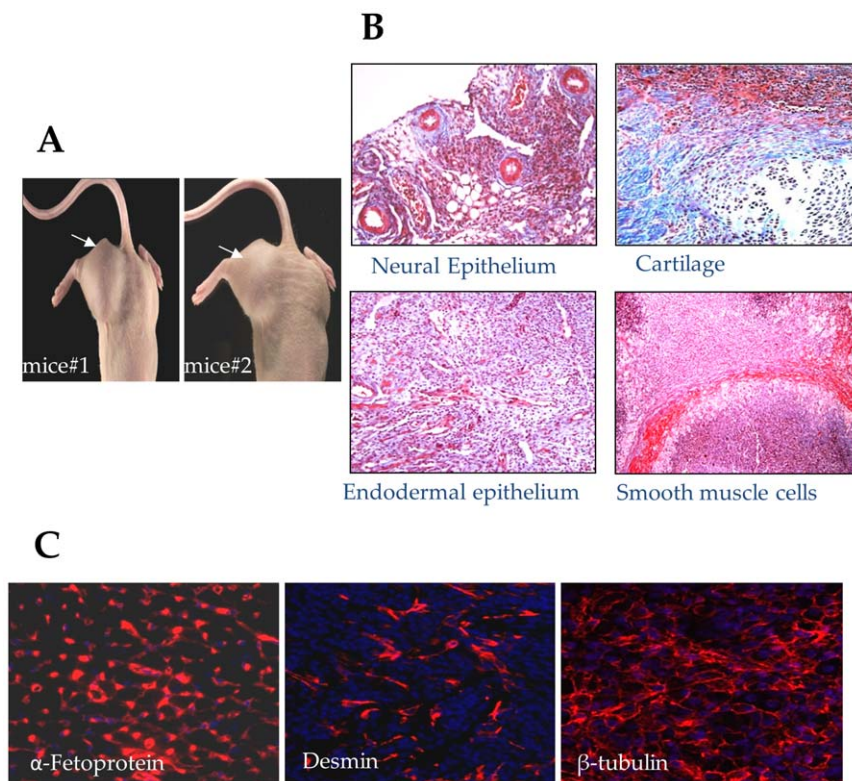 A
mice#1
mice#2
B
Neural Epithelium
Cartilage
Endodermal epithelium
Smooth muscle cells
C
α-Fetoprotein
Desmin
β-tubulin